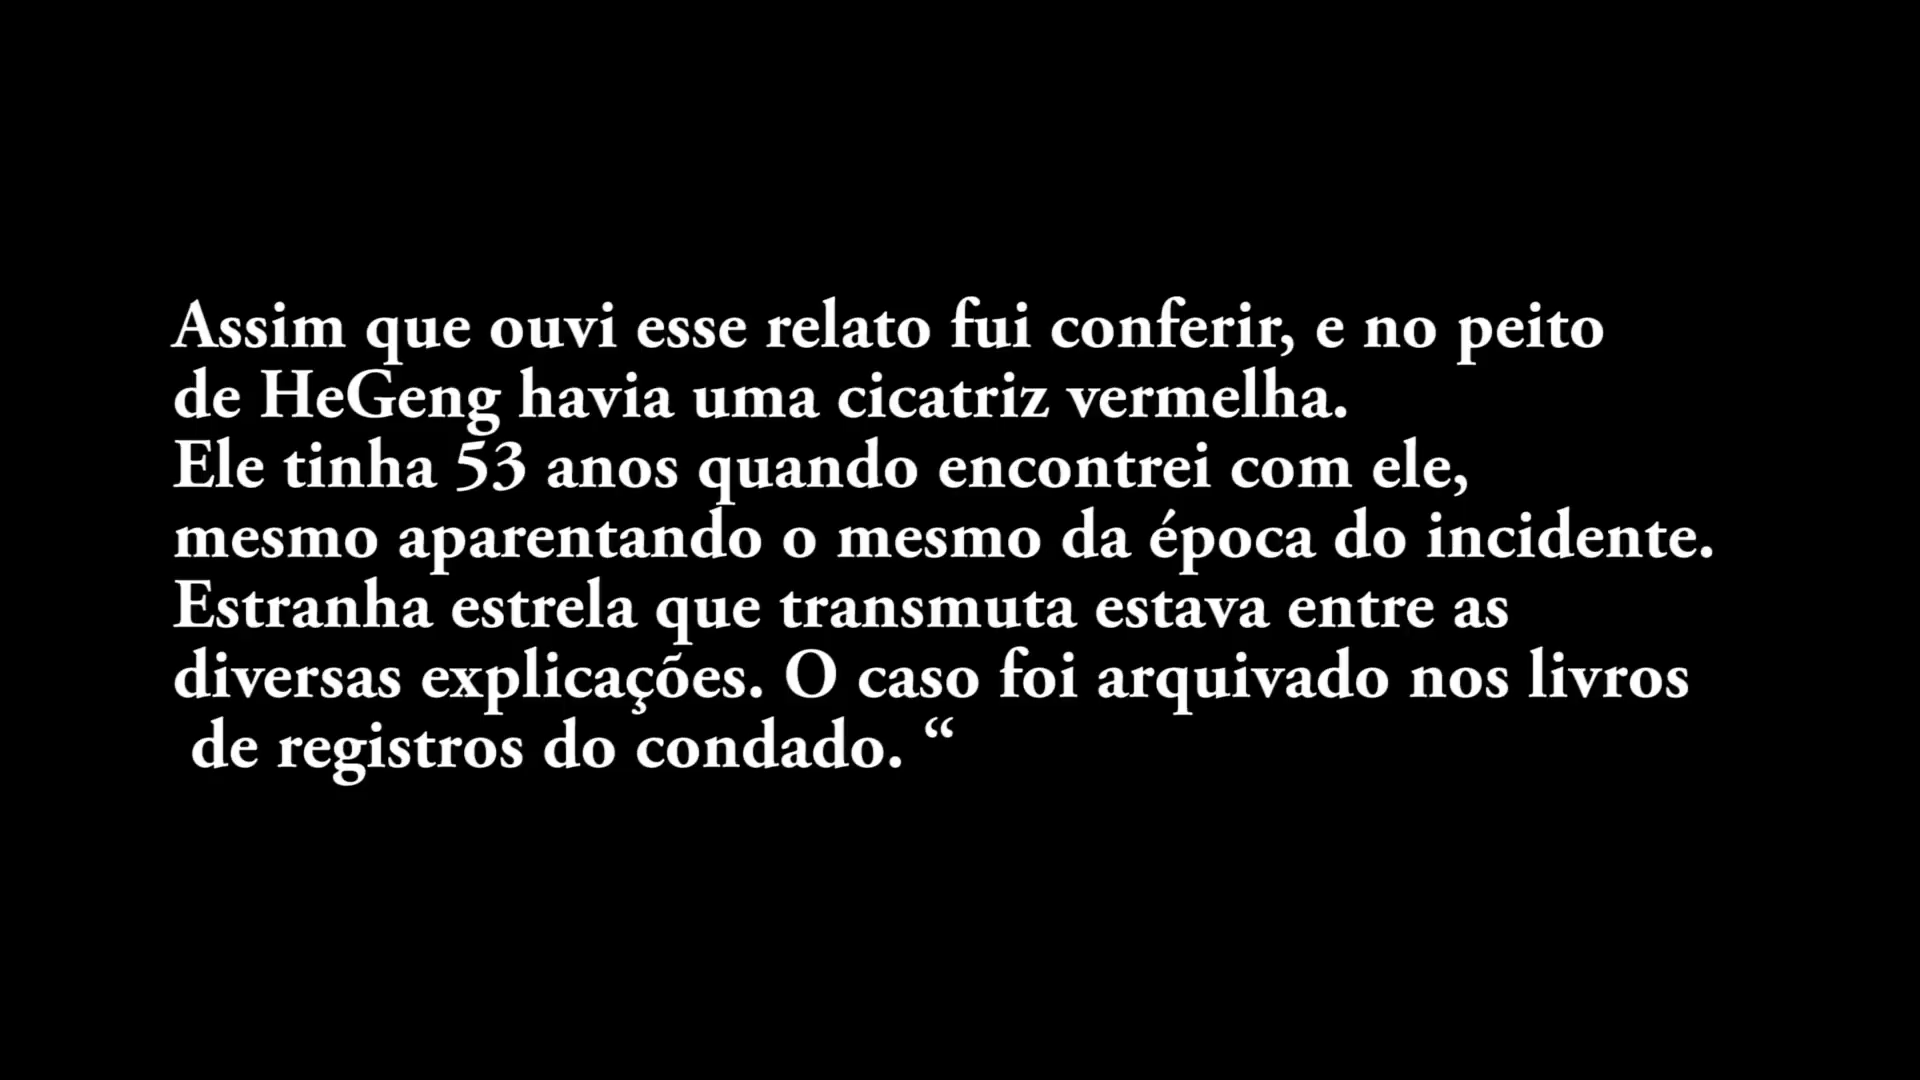 Assim que ouvi esse relato fui conferir, e no peito
de HeGeng havia uma cicatriz vermelha.
Ele tinha 53 anos quando encontrei com ele,
mesmo aparentando o mesmo da época do incidente.
Estranha estrela que transmuta estava entre as
diversas explicações. O caso foi arquivado nos livros
de registros do condado. “